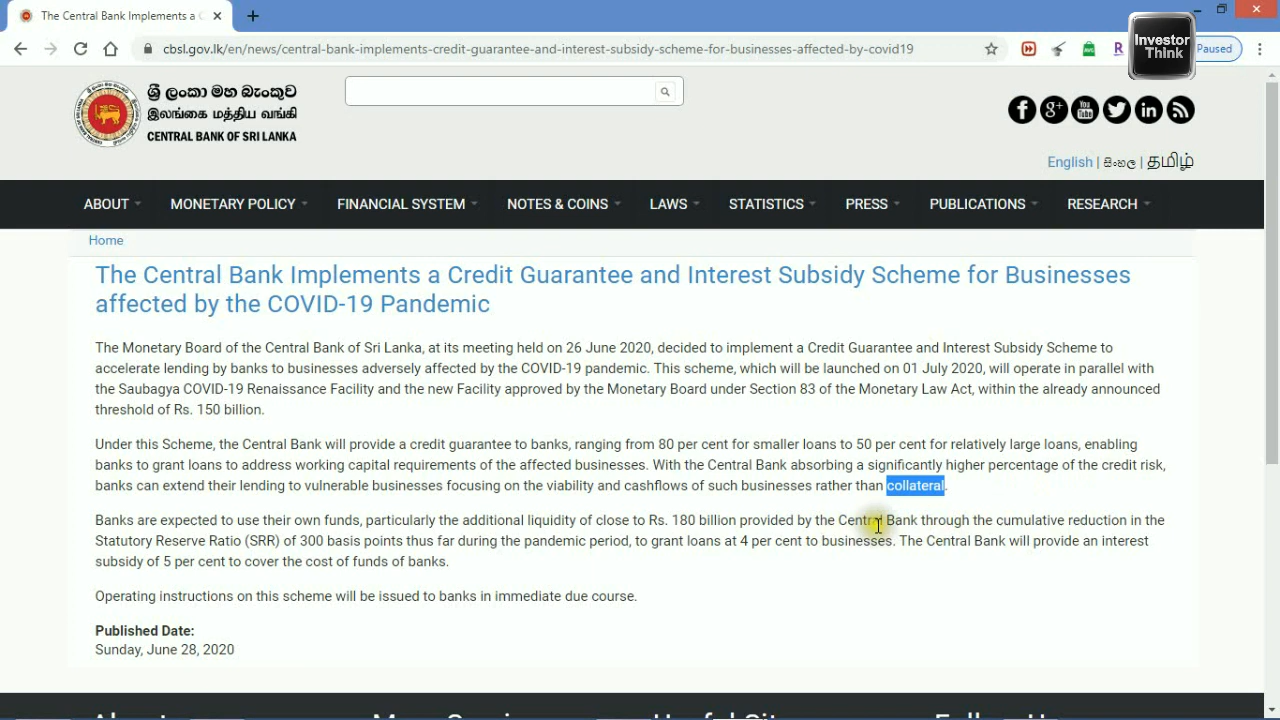 The Central Bank Implements a C
cbsl.gov.lk/en/news/central-bank-implements-credit-guarantee-and-interest-subsidy-scheme-for-businesses-affected-by-covid19
R
Paused
Investor
Think
ශ්‍රී ලංකා මහ බැංකුව
இலங்கை மத்திய வங்கி
CENTRAL BANK OF SRI LANKA
English | සිංහල | தமிழ்
ABOUT MONETARY POLICY FINANCIAL SYSTEM NOTES & COINS LAWS STATISTICS PRESS PUBLICATIONS RESEARCH
Home
The Central Bank Implements a Credit Guarantee and Interest Subsidy Scheme for Businesses
affected by the COVID-19 Pandemic
The Monetary Board of the Central Bank of Sri Lanka, at its meeting held on 26 June 2020, decided to implement a Credit Guarantee and Interest Subsidy Scheme to
accelerate lending by banks to businesses adversely affected by the COVID-19 pandemic. This scheme, which will be launched on 01 July 2020, will operate in parallel with
the Saubagya COVID-19 Renaissance Facility and the new Facility approved by the Monetary Board under Section 83 of the Monetary Law Act, within the already announced
threshold of Rs. 150 billion.
Under this Scheme, the Central Bank will provide a credit guarantee to banks, ranging from 80 per cent for smaller loans to 50 per cent for relatively large loans, enabling
banks to grant loans to address working capital requirements of the affected businesses. With the Central Bank absorbing a significantly higher percentage of the credit risk,
banks can extend their lending to vulnerable businesses focusing on the viability and cashflows of such businesses rather than collateral.
Banks are expected to use their own funds, particularly the additional liquidity of close to Rs. 180 billion provided by the Central Bank through the cumulative reduction in the
Statutory Reserve Ratio (SRR) of 300 basis points thus far during the pandemic period, to grant loans at 4 per cent to businesses. The Central Bank will provide an interest
subsidy of 5 per cent to cover the cost of funds of banks.
Operating instructions on this scheme will be issued to banks in immediate due course.
Published Date:
Sunday, June 28, 2020